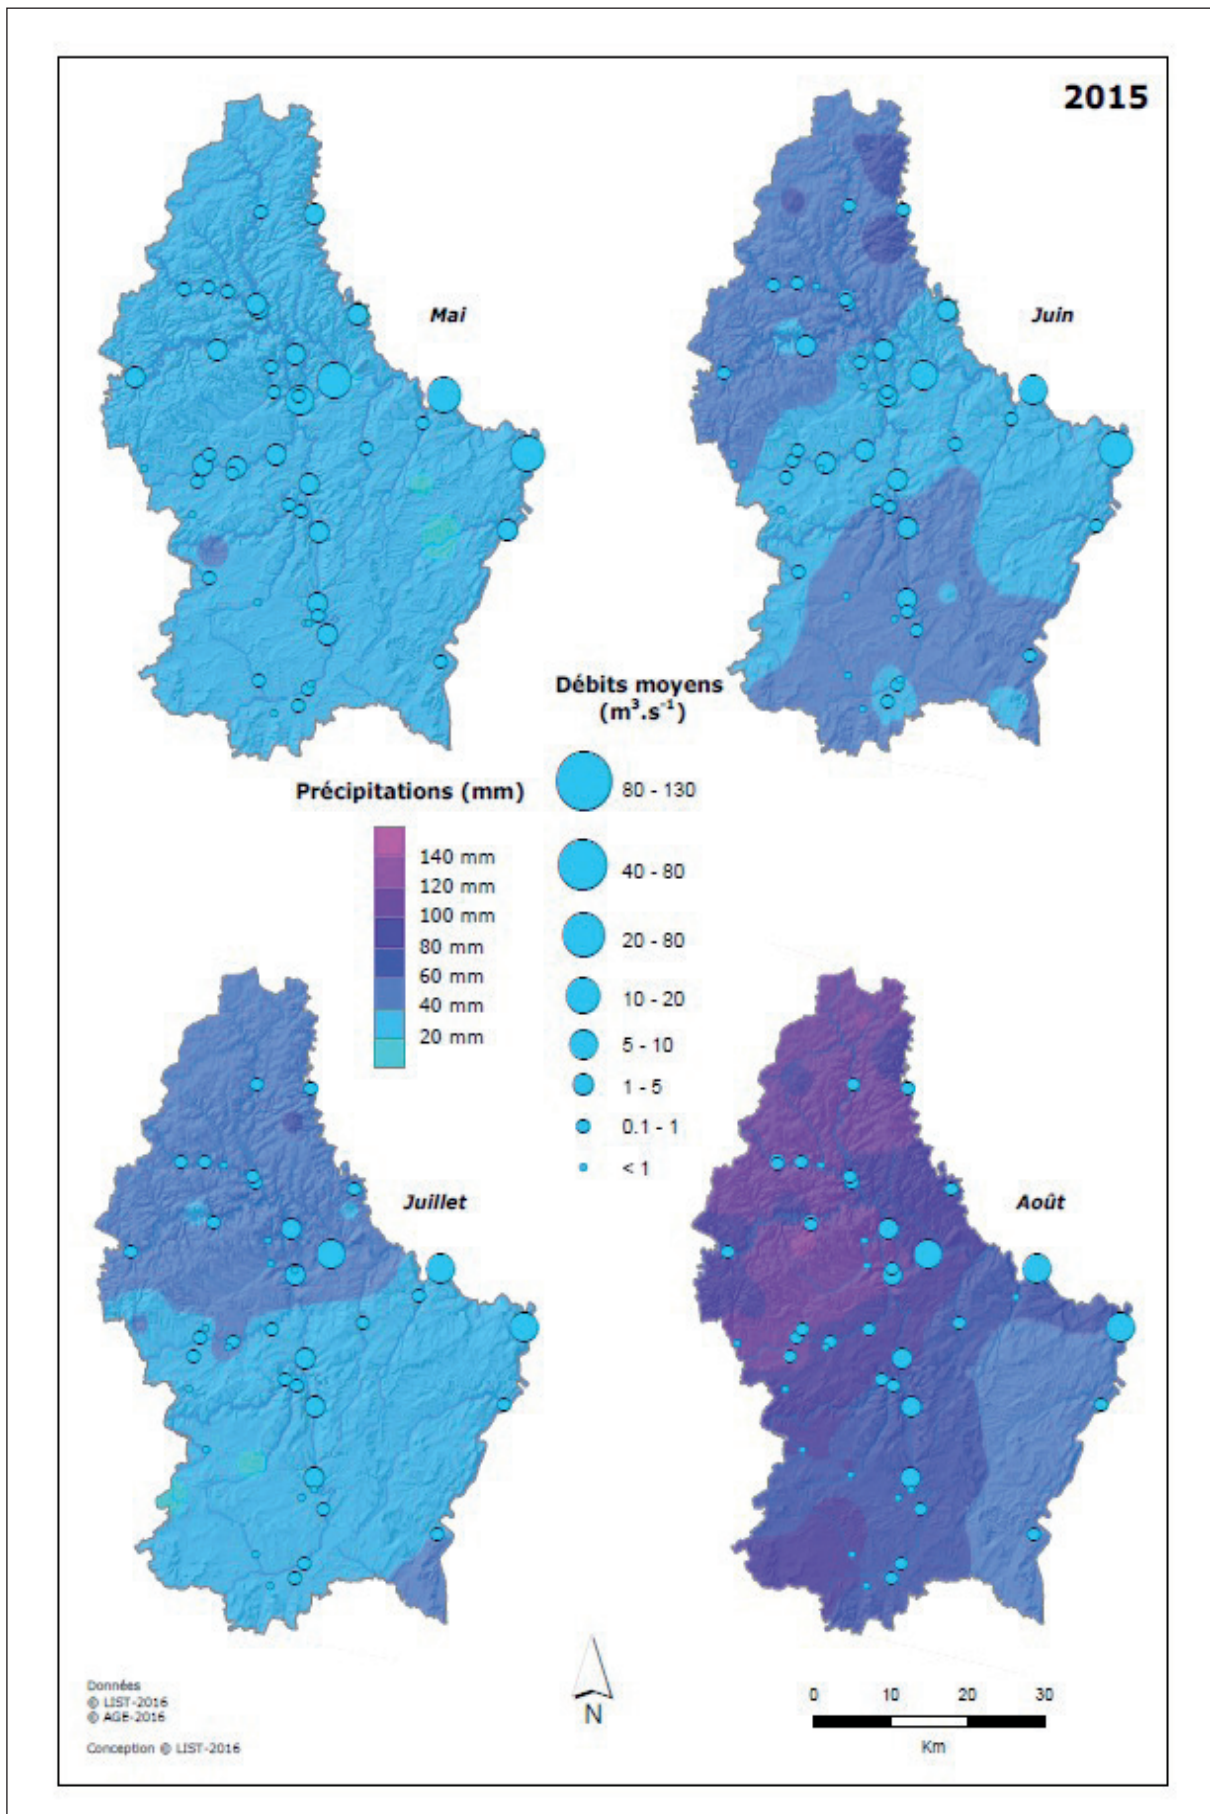 2015
Mai
Juin
Débits moyens
(m³.s⁻¹)
80 - 130
40 - 80
20 - 80
10 - 20
5 - 10
1 - 5
0.1 - 1
< 1
Précipitations (mm)
140 mm
120 mm
100 mm
80 mm
60 mm
40 mm
20 mm
Juillet
Août
Données
© LIST-2016
© AGE-2016
Conception © LIST-2016
N
0 10 20 30
Km